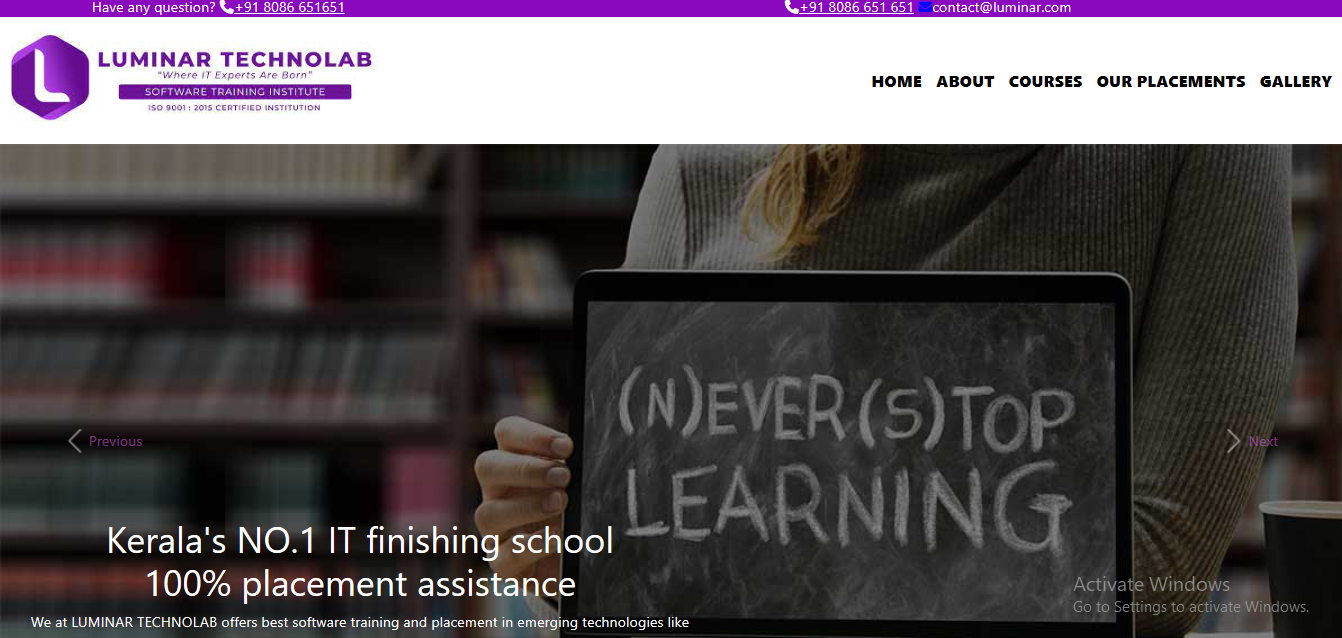 Have any question? +91 8086 651651
+91 8086 651 651 contact@luminar.com
LUMINAR TECHNOLAB
"Where IT Experts Are Born"
SOFTWARE TRAINING INSTITUTE
ISO 9001 : 2015 CERTIFIED INSTITUTION
HOME ABOUT COURSES OUR PLACEMENTS GALLERY
(N)EVER (S)TOP
LEARNING
Previous
Next
Kerala's NO.1 IT finishing school
100% placement assistance
We at LUMINAR TECHNOLAB offers best software training and placement in emerging technologies like
Activate Windows
Go to Settings to activate Windows.